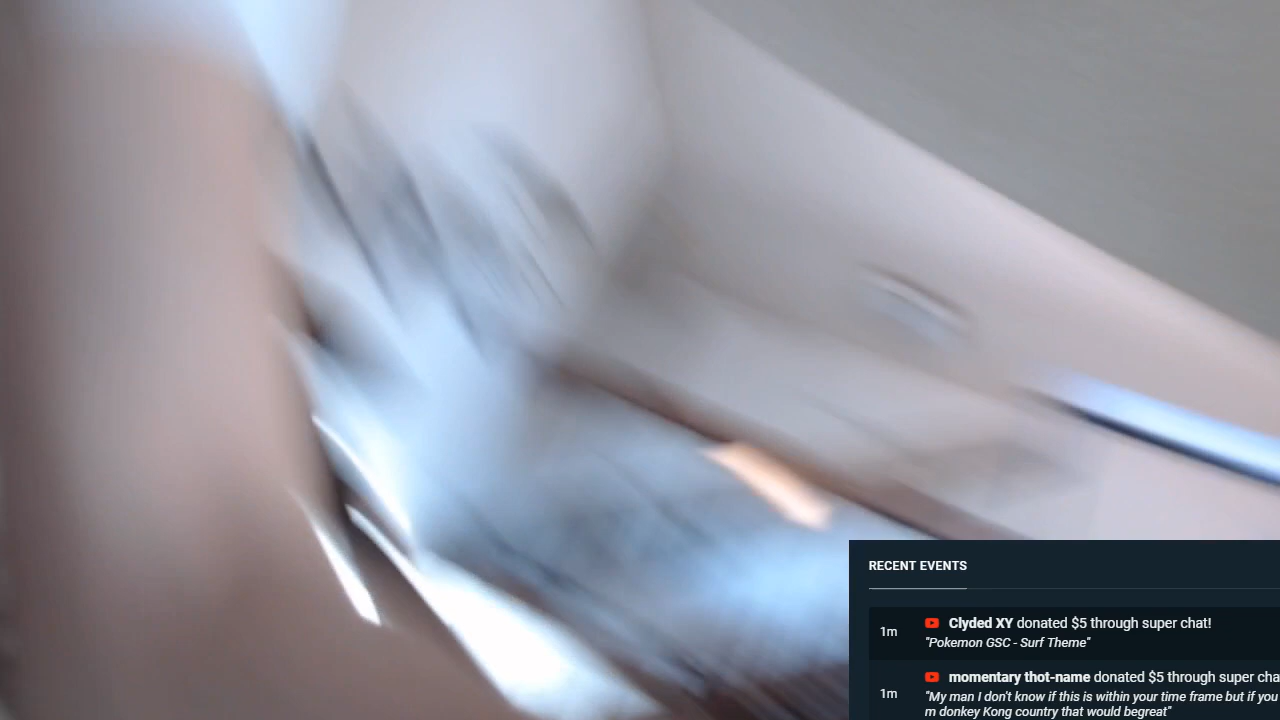 RECENT EVENTS
1m
Clyded XY donated $5 through super chat!
"Pokemon GSC - Surf Theme"
1m
momentary thot-name donated $5 through super cha
"My man I don't know if this is within your time frame but if you
m donkey Kong country that would begreat"